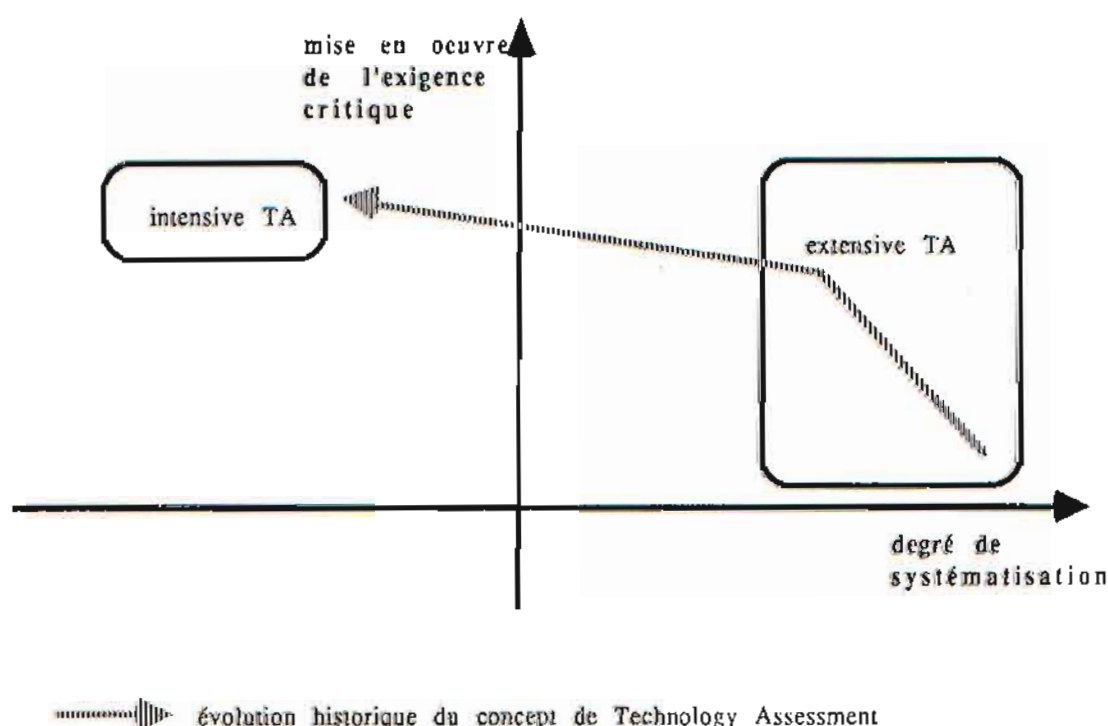 mise en oeuvre
de l'exigence
critique
intensive TA
extensive TA
degré de
systématisation
évolution historique du concept de Technology Assessment